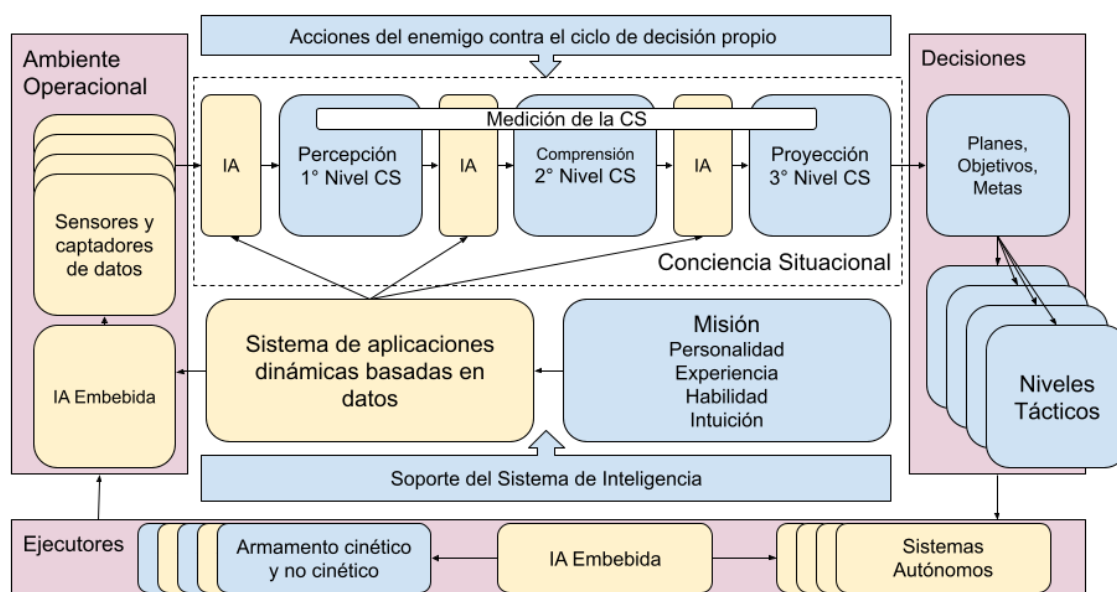 Acciones del enemigo contra el ciclo de decisión propio
Ambiente
Operacional
Decisiones
Medición de la CS
IA
Percepción
1° Nivel CS
IA
Comprensión
2° Nivel CS
IA
Proyección
3° Nivel CS
Planes,
Objetivos,
Metas
Sensores y
captadores
de datos
Conciencia Situacional
Sistema de aplicaciones
dinámicas basadas en
datos
Misión
Personalidad
Experiencia
Habilidad
Intuición
IA Embebida
Niveles
Tácticos
Soporte del Sistema de Inteligencia
Ejecutores
Armamento cinético
y no cinético
IA Embebida
Sistemas
Autónomos